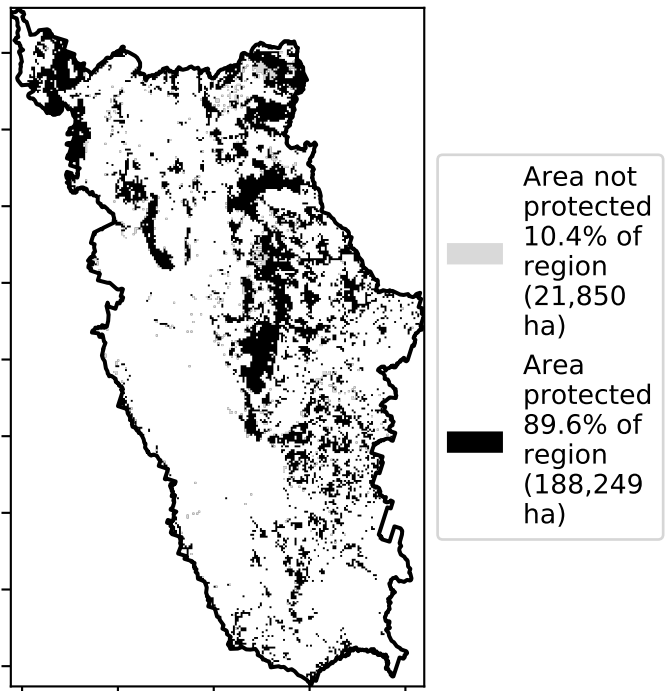 Area not
protected
10.4% of
region
(21,850
ha)
Area
protected
89.6% of
region
(188,249
ha)